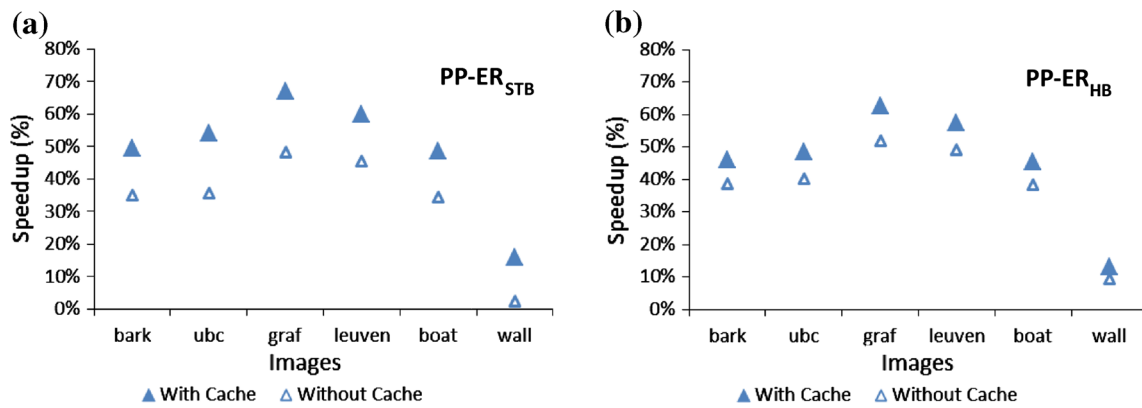 (a)
80%
70%
60%
50%
40%
30%
20%
10%
0%
Speedup (%)
PP-ER_STB
bark ubc graf leuven boat wall
Images
With Cache Without Cache
(b)
80%
70%
60%
50%
40%
30%
20%
10%
0%
Speedup (%)
PP-ER_HB
bark ubc graf leuven boat wall
Images
With Cache Without Cache